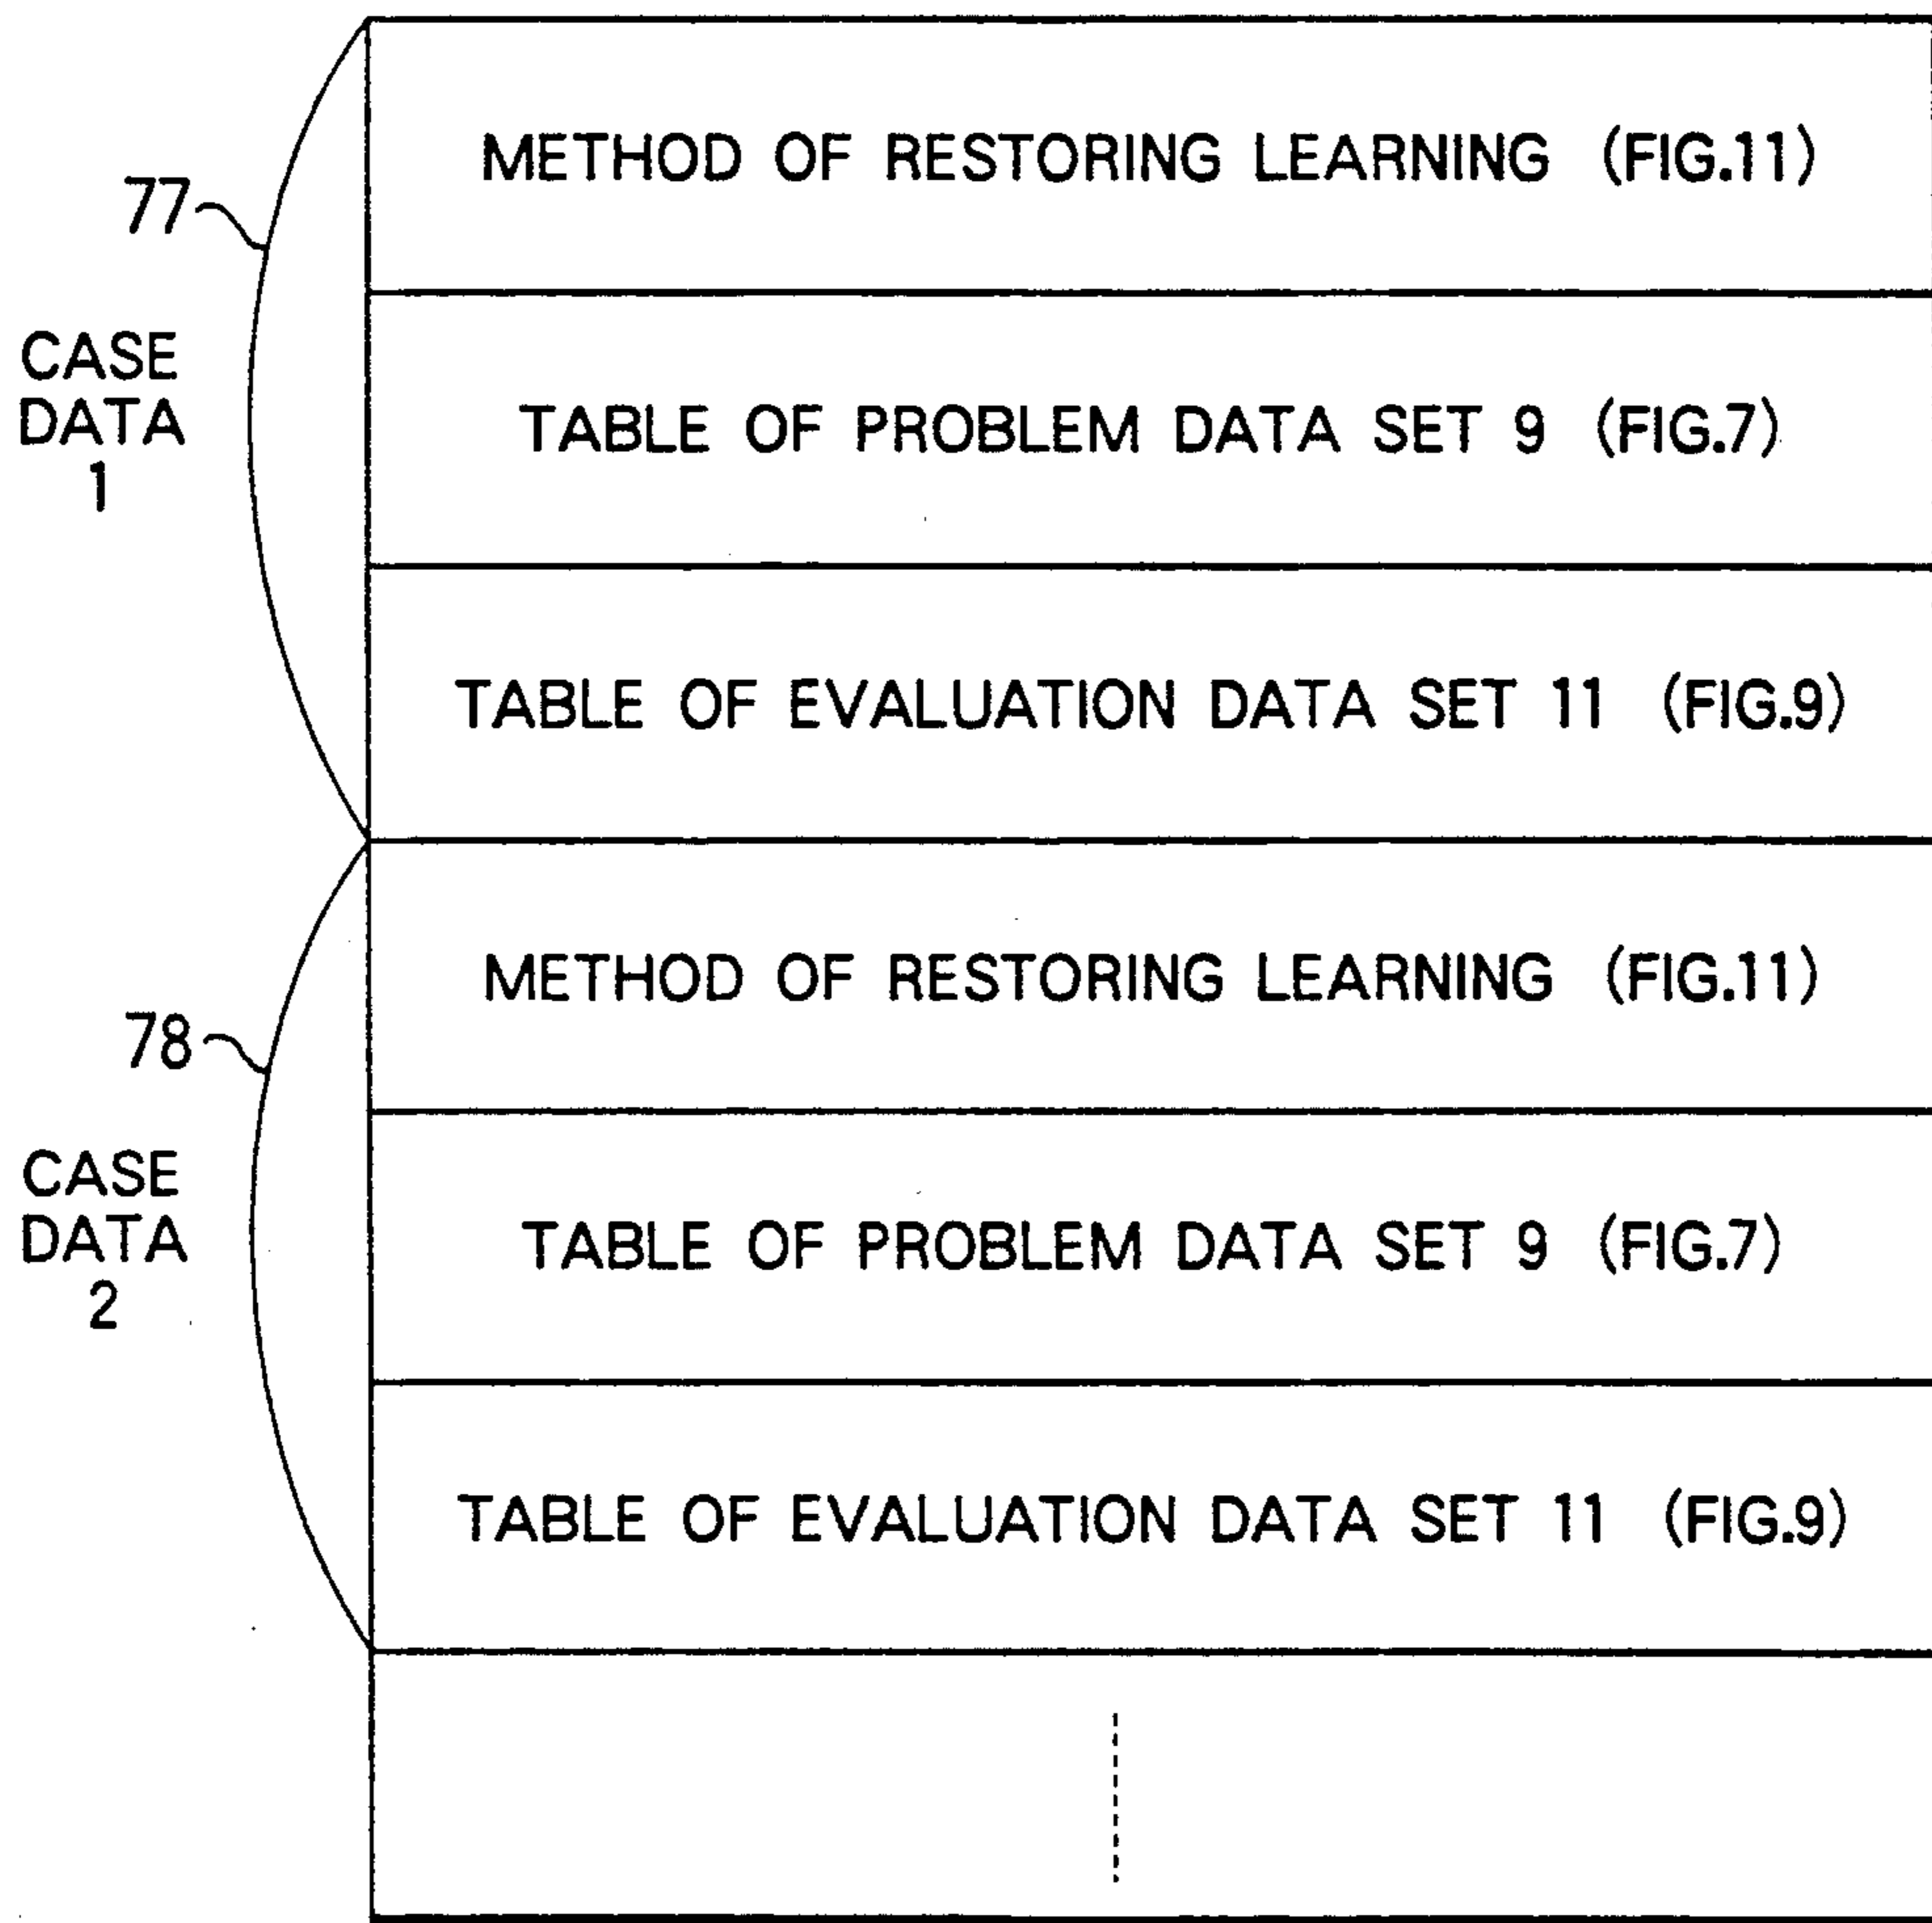 77
CASE
DATA
1
METHOD OF RESTORING LEARNING (FIG.11)
TABLE OF PROBLEM DATA SET 9 (FIG.7)
TABLE OF EVALUATION DATA SET 11 (FIG.9)
78
CASE
DATA
2
METHOD OF RESTORING LEARNING (FIG.11)
TABLE OF PROBLEM DATA SET 9 (FIG.7)
TABLE OF EVALUATION DATA SET 11 (FIG.9)